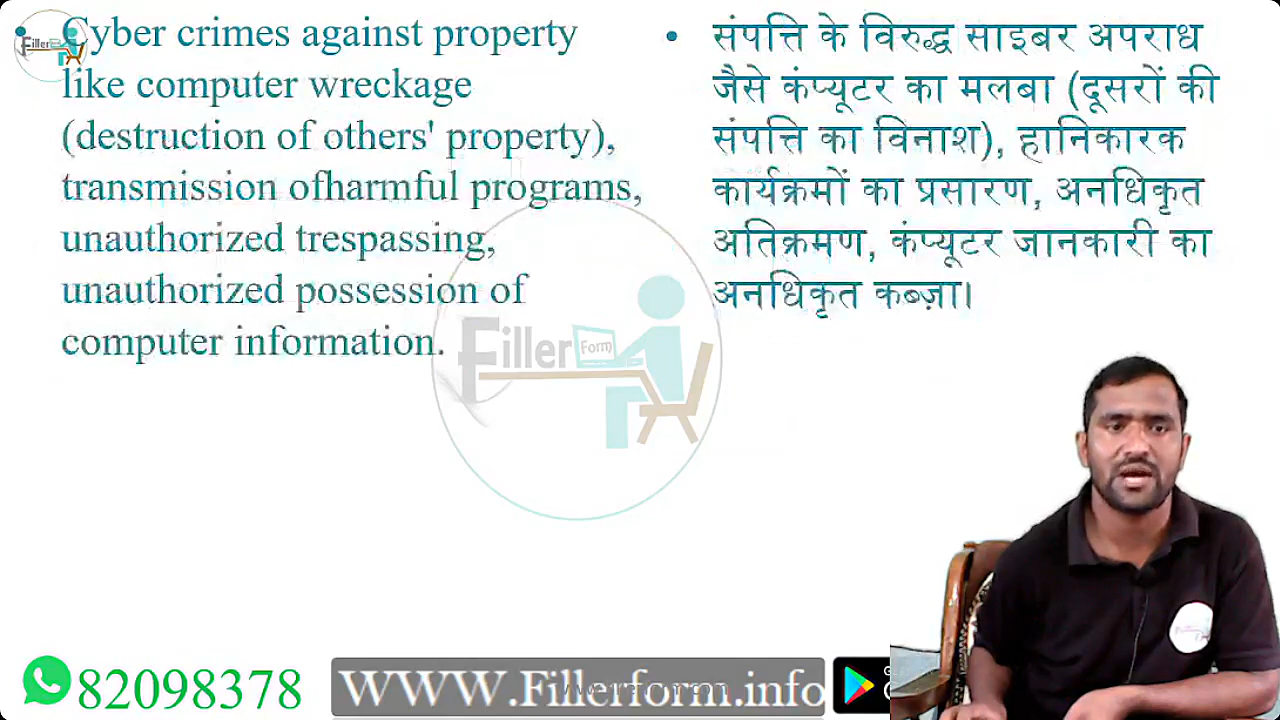 Cyber crimes against property
like computer wreckage
(destruction of others' property),
transmission ofharmful programs,
unauthorized trespassing,
unauthorized possession of
computer information.
संपत्ति के विरुद्ध साइबर अपराध
जैसे कंप्यूटर का मलबा (दूसरों की
संपत्ति का विनाश), हानिकारक
कार्यक्रमों का प्रसारण, अनधिकृत
अतिक्रमण, कंप्यूटर जानकारी का
अनधिकृत कब्ज़ा।
Filler
Filler Form
82098378
WWW.Fillerform.info